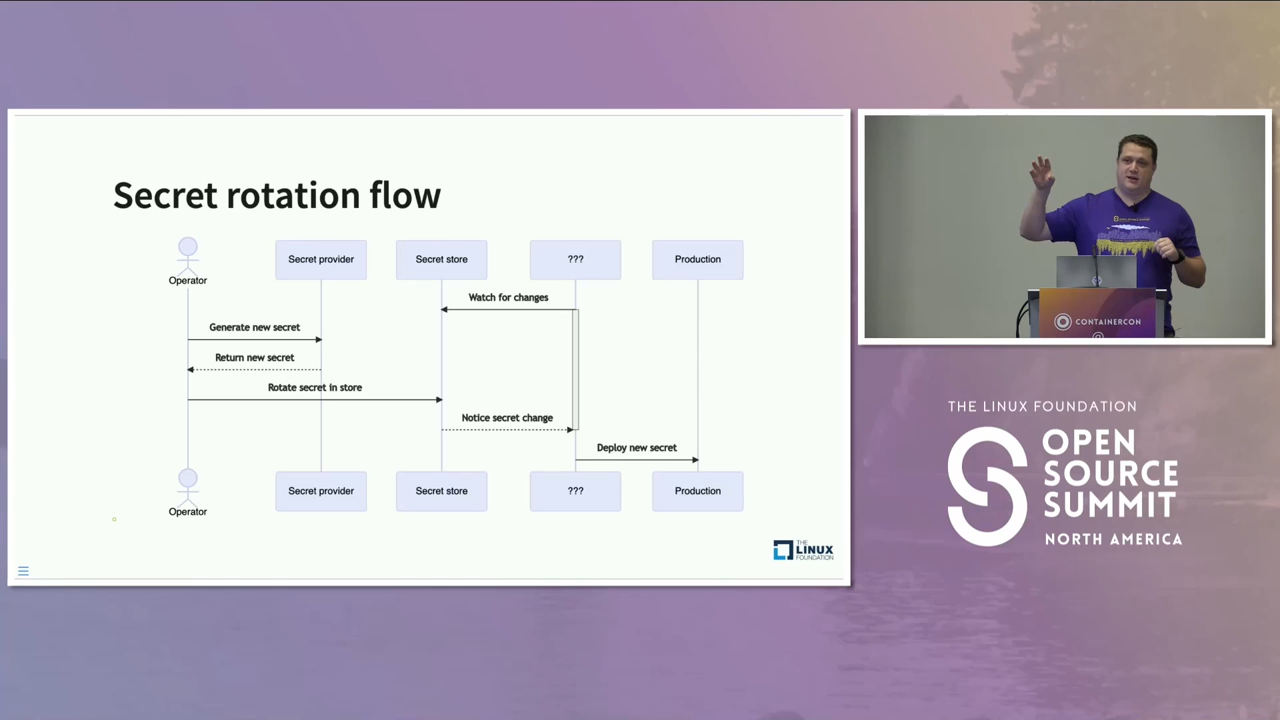 Secret rotation flow
Operator
Secret provider
Secret store
???
Production
Watch for changes
Generate new secret
Return new secret
Rotate secret in store
Notice secret change
Deploy new secret
Operator
Secret provider
Secret store
???
Production
THE
LINUX
FOUNDATION
CONTAINERCON
THE LINUX FOUNDATION
OPEN
SOURCE
SUMMIT
NORTH AMERICA